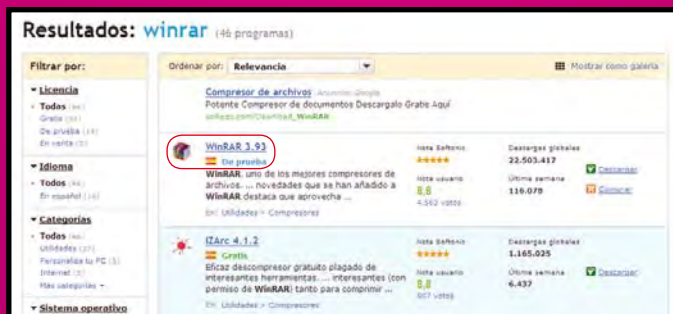 Resultados: winrar (46 programas)
Filtrar por:
Licencia
Todas
Gratis
De prueba
En venta
Idioma
Todas
En español
Categorías
Todas
Utilidades
Personaliza tu PC
Internet
Más categorías
Sistema operativo
Ordenar por: Relevancia
Mostrar como galería
Compresor de archivos Anuncios Google
Potente Compresor de documentos Descargalo Gratis Aquí
WinRAR 3.93
De prueba
WinRAR, uno de los mejores compresores de
archivos. ... novedades que se han añadido a
WinRAR destaca que aprovecha ...
En: Utilidades > Compresores
Nota Softonic
Nota usuario
8,8
4.563 votos
Descargas globales
22.503.417
Última semana
116.078
Descargar
Comprar
IZArc 4.1.2
Gratis
Eficaz descompresor gratuito plagado de
interesantes herramientas. ... interesantes (con
permiso de WinRAR) tanto para comprimir ...
En: Utilidades > Compresores
Nota Softonic
Nota usuario
8,8
votos
Descargas globales
1.165.025
Última semana
6.437
Descargar